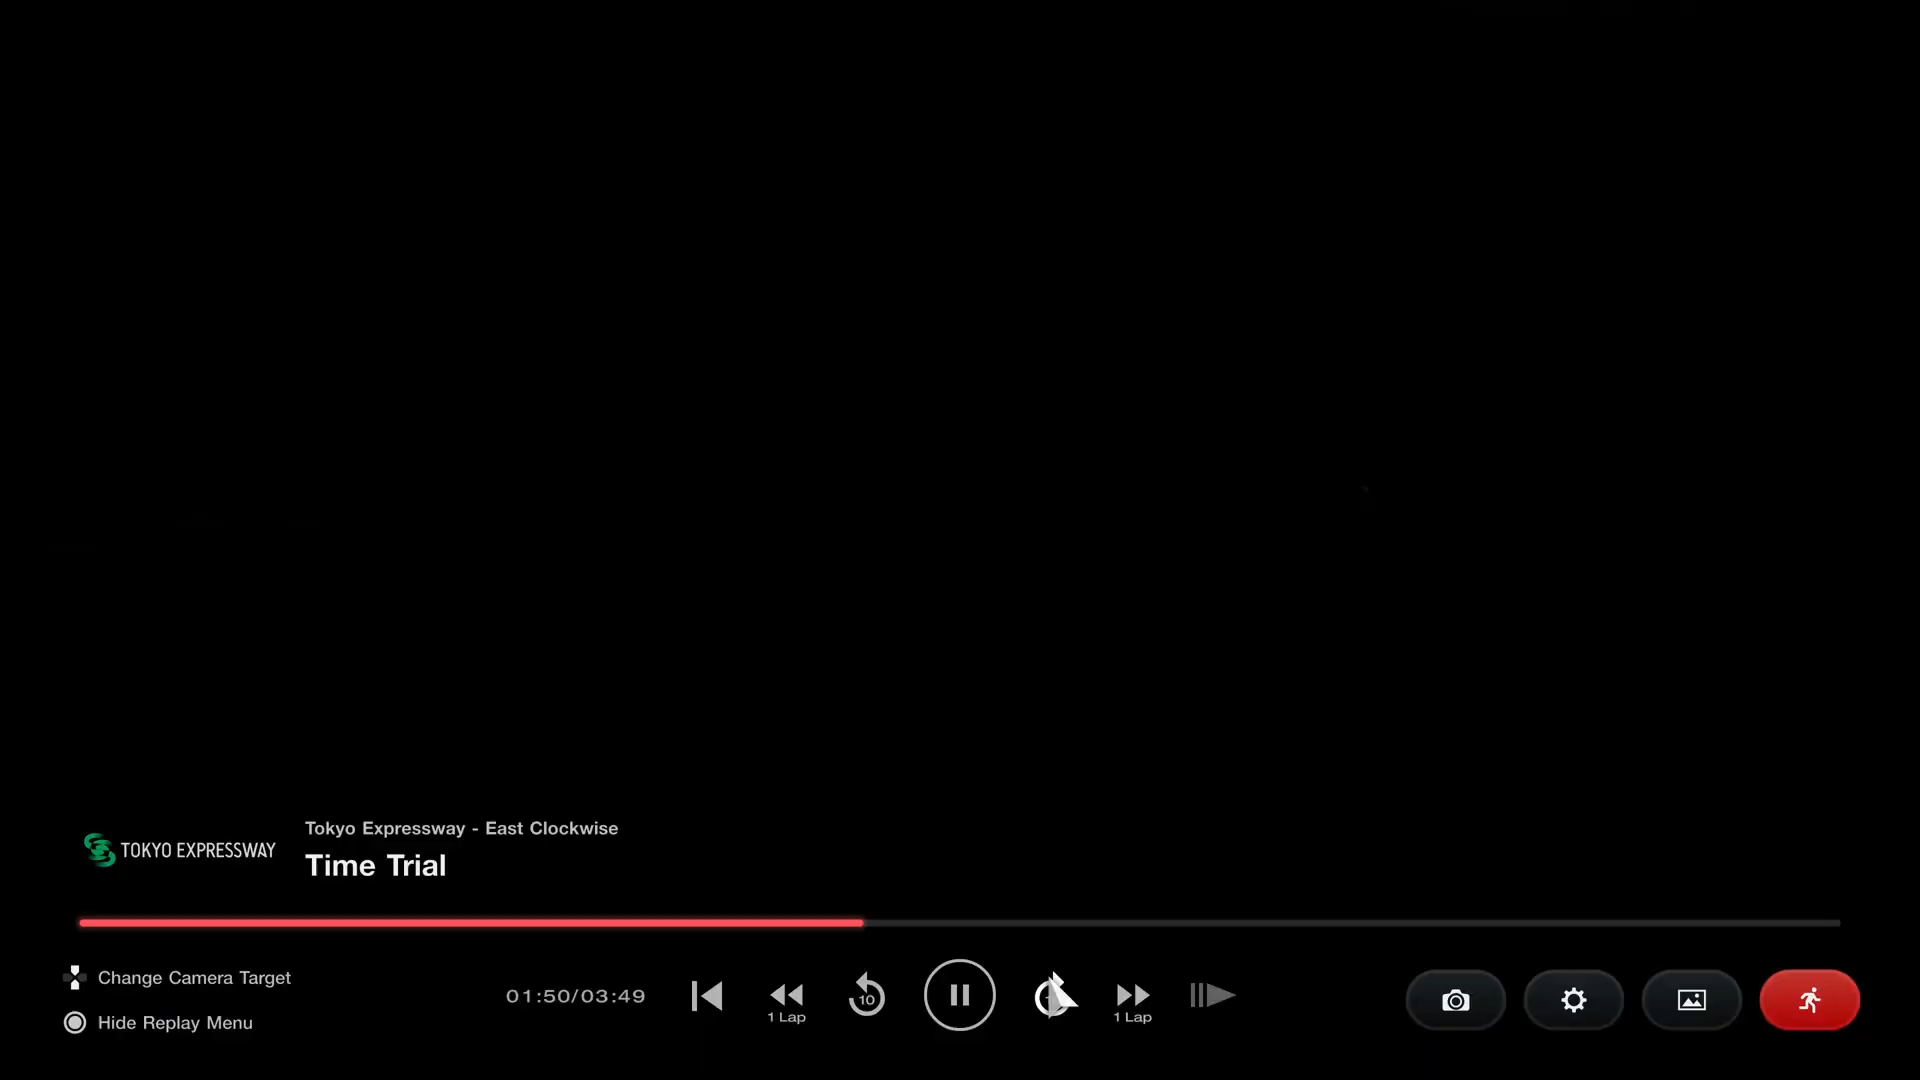 Tokyo Expressway - East Clockwise
TOKYO EXPRESSWAY
Time Trial
Change Camera Target
Hide Replay Menu
01:50/03:49
1 Lap
10
1 Lap